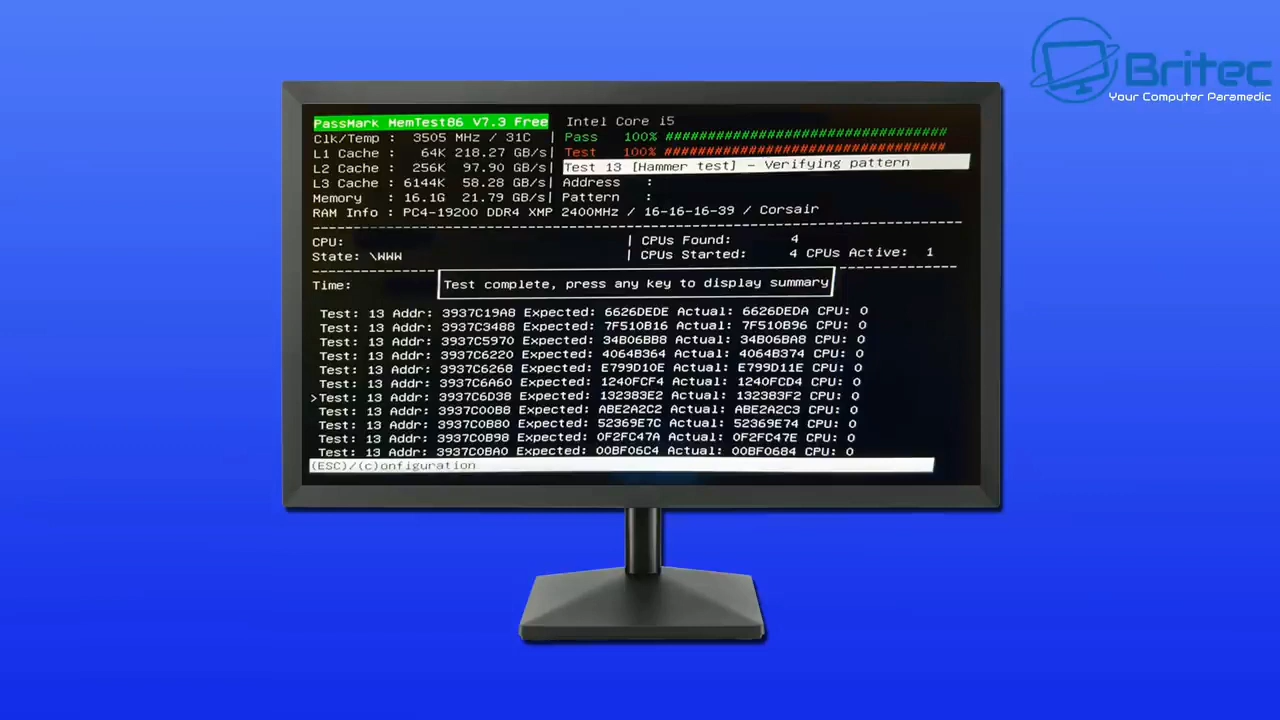 Britec
Your Computer Paramedic
PassMark MemTest86 V7.3 Free Intel Core i5
Clk/Temp : 3505 MHz / 31C | Pass 100% ########################################
L1 Cache : 64K 218.27 GB/s| Test 100% ########################################
L2 Cache : 256K 97.90 GB/s| Test 13 [Hammer test] - Verifying pattern
L3 Cache : 6144K 58.28 GB/s| Address :
Memory : 16.1G 21.79 GB/s| Pattern :
RAM Info : PC4-19200 DDR4 XMP 2400MHz / 16-16-16-39 / Corsair
CPU: | CPUs Found: 4
State: \WWW | CPUs Started: 4 CPUs Active: 1
Time:
Test complete, press any key to display summary
Test: 13 Addr: 3937C19A8 Expected: 6626DEDE Actual: 6626DEDA CPU: 0
Test: 13 Addr: 3937C3488 Expected: 7F510B16 Actual: 7F510B96 CPU: 0
Test: 13 Addr: 3937C5970 Expected: 34B06BB8 Actual: 34B06BA8 CPU: 0
Test: 13 Addr: 3937C6220 Expected: 4064B364 Actual: 4064B374 CPU: 0
Test: 13 Addr: 3937C6268 Expected: E799D10E Actual: E799D11E CPU: 0
Test: 13 Addr: 3937C6A60 Expected: 1240FCF4 Actual: 1240FCD4 CPU: 0
>Test: 13 Addr: 3937C6D38 Expected: 132383E2 Actual: 132383F2 CPU: 0
Test: 13 Addr: 3937C00B8 Expected: ABE2A2C2 Actual: ABE2A2C3 CPU: 0
Test: 13 Addr: 3937C0B80 Expected: 52369E7C Actual: 52369E74 CPU: 0
Test: 13 Addr: 3937C0B98 Expected: 0F2FC47A Actual: 0F2FC47E CPU: 0
Test: 13 Addr: 3937C0BA0 Expected: 00BF06C4 Actual: 00BF0684 CPU: 0
(ESC)/(c)onfiguration